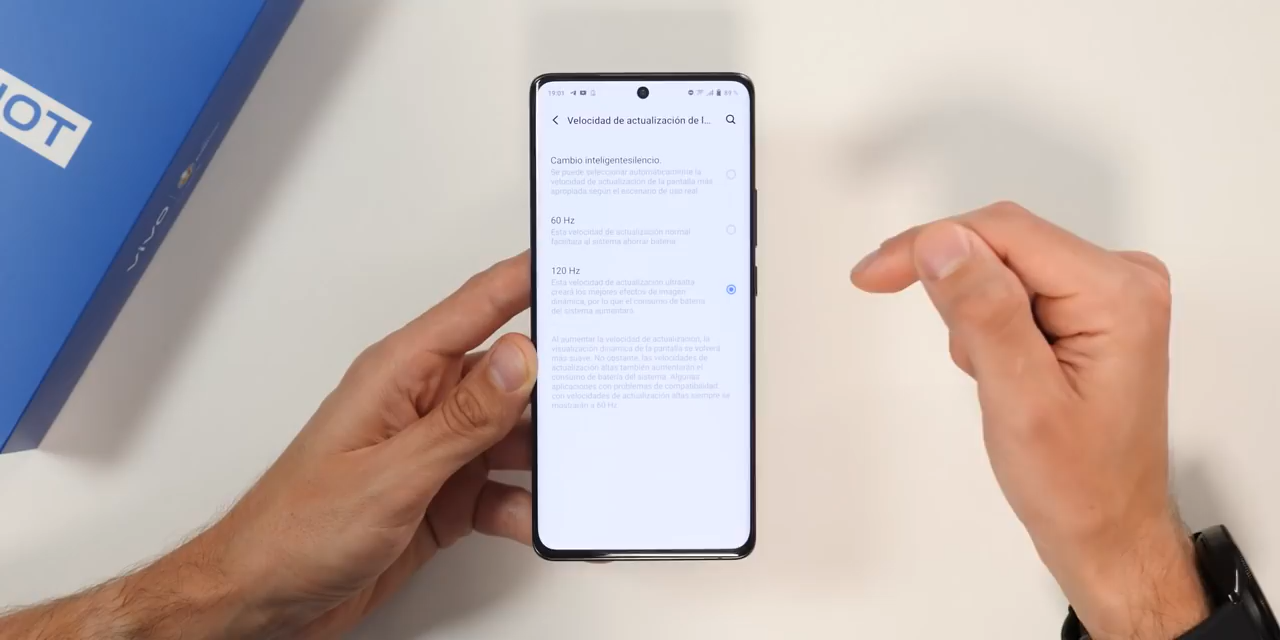 IOT
vivo
19:01
89 %
Velocidad de actualización de l...
Cambio inteligentesilencio.
Se puede seleccionar automáticamente la
velocidad de actualización de la pantalla más
apropiada según el escenario de uso real.
60 Hz
Esta velocidad de actualización normal
facilitará al sistema ahorrar batería.
120 Hz
Esta velocidad de actualización ultraalta
creará los mejores efectos de imagen
dinámica, por lo que el consumo de batería
del sistema aumentará.
Al aumentar la velocidad de actualización, la
visualización dinámica de la pantalla se volverá
más suave. No obstante, las velocidades de
actualización altas también aumentarán el
consumo de batería del sistema. Algunas
aplicaciones con problemas de compatibilidad
con velocidades de actualización altas siempre se
mostrarán a 60 Hz.